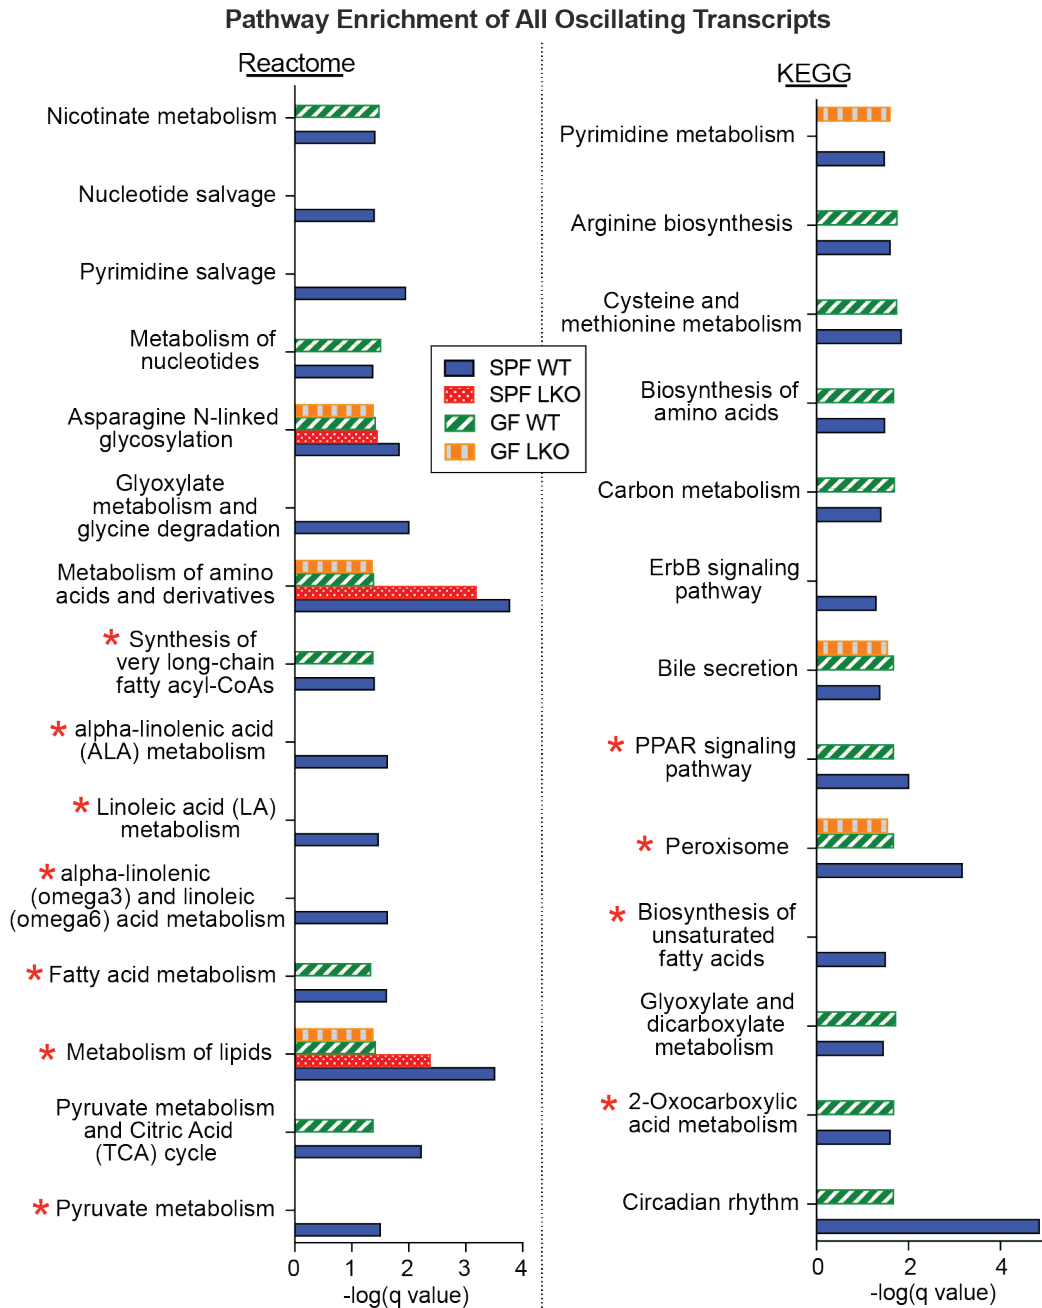 Pathway Enrichment of All Oscillating Transcripts
Reactome
Nicotinate metabolism
Nucleotide salvage
Pyrimidine salvage
Metabolism of
nucleotides
Asparagine N-linked
glycosylation
Glyoxylate
metabolism and
glycine degradation
Metabolism of amino
acids and derivatives
* Synthesis of
very long-chain
fatty acyl-CoAs
* alpha-linolenic acid
(ALA) metabolism
* Linoleic acid (LA)
metabolism
* alpha-linolenic
(omega3) and linoleic
(omega6) acid metabolism
* Fatty acid metabolism
* Metabolism of lipids
Pyruvate metabolism
and Citric Acid
(TCA) cycle
* Pyruvate metabolism
0 1 2 3 4
-log(q value)
SPF WT
SPF LKO
GF WT
GF LKO
KEGG
Pyrimidine metabolism
Arginine biosynthesis
Cysteine and
methionine metabolism
Biosynthesis of
amino acids
Carbon metabolism
ErbB signaling
pathway
Bile secretion
* PPAR signaling
pathway
* Peroxisome
* Biosynthesis of
unsaturated
fatty acids
Glyoxylate and
dicarboxylate
metabolism
* 2-Oxocarboxylic
acid metabolism
Circadian rhythm
0 2 4
-log(q value)